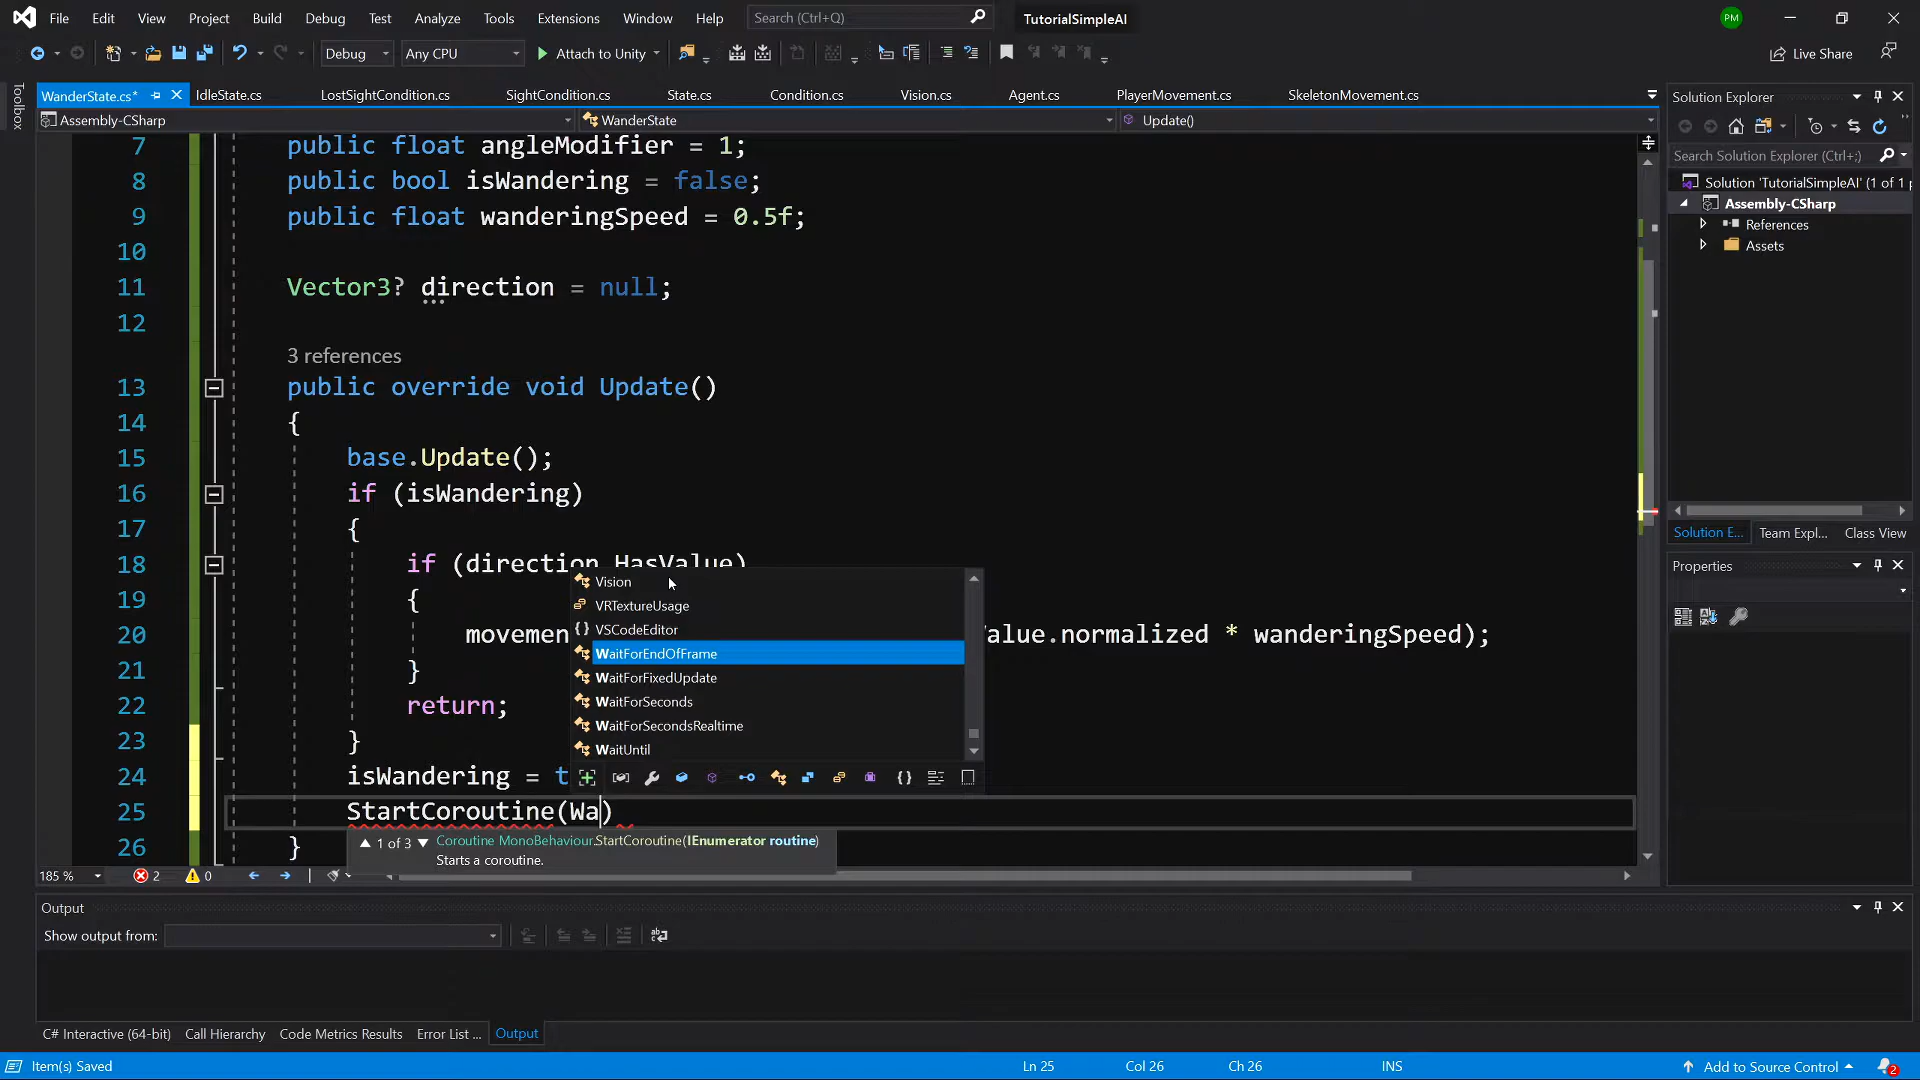 File Edit View Project Build Debug Test Analyze Tools Extensions Window Help Search (Ctrl+Q) TutorialSimpleAI PM
Debug Any CPU Attach to Unity Live Share
Toolbox
WanderState.cs* IdleState.cs LostSightCondition.cs SightCondition.cs State.cs Condition.cs Vision.cs Agent.cs PlayerMovement.cs SkeletonMovement.cs
Assembly-CSharp WanderState Update()
7 public float angleModifier = 1;
8 public bool isWandering = false;
9 public float wanderingSpeed = 0.5f;
10
11 Vector3? direction = null;
12
3 references
13 public override void Update()
14 {
15 base.Update();
16 if (isWandering)
17 {
18 if (direction.HasValue)
19 {
20 movemen alue.normalized * wanderingSpeed);
21 }
22 return;
23 }
24 isWandering = t
25 StartCoroutine(Wa)
26 }
Vision
VRTextureUsage
VSCodeEditor
WaitForEndOfFrame
WaitForFixedUpdate
WaitForSeconds
WaitForSecondsRealtime
WaitUntil
1 of 3 Coroutine MonoBehaviour.StartCoroutine(IEnumerator routine)
Starts a coroutine.
185 % 2 0
Output
Show output from:
C# Interactive (64-bit) Call Hierarchy Code Metrics Results Error List ... Output
Item(s) Saved Ln 25 Col 26 Ch 26 INS Add to Source Control 2
Solution Explorer
Search Solution Explorer (Ctrl+;)
Solution 'TutorialSimpleAI' (1 of 1 p
Assembly-CSharp
References
Assets
Solution E... Team Expl... Class View
Properties